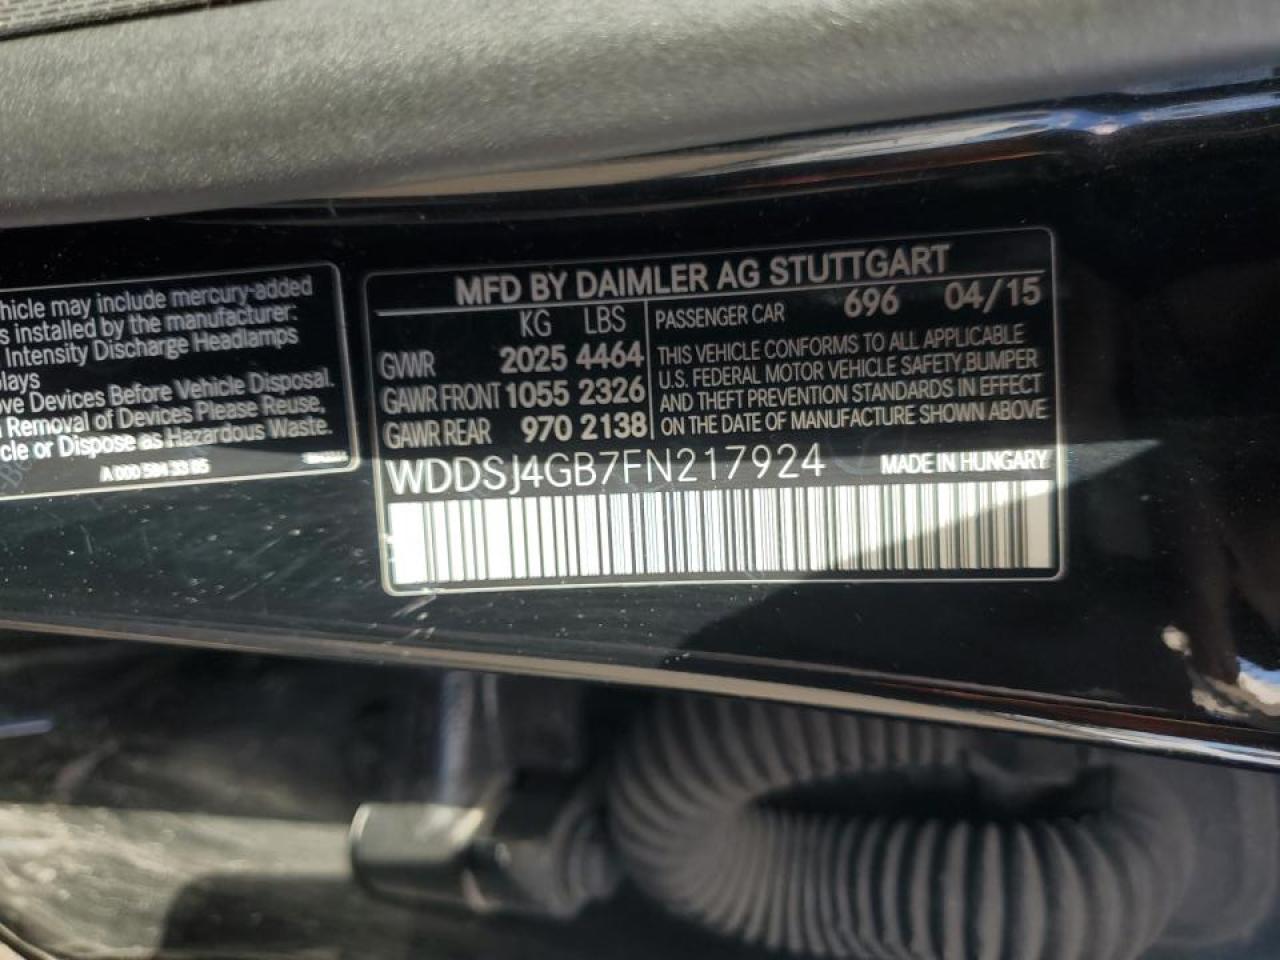 hicle may include mercury-added
s installed by the manufacturer:
Intensity Discharge Headlamps
plays
ove Devices Before Vehicle Disposal.
Removal of Devices Please Reuse,
cle or Dispose as Hazardous Waste.
A 000 584 33 05
MFD BY DAIMLER AG STUTTGART
KG LBS
GVWR 2025 4464
GAWR FRONT 1055 2326
GAWR REAR 970 2138
PASSENGER CAR 696 04/15
THIS VEHICLE CONFORMS TO ALL APPLICABLE
U.S. FEDERAL MOTOR VEHICLE SAFETY,BUMPER
AND THEFT PREVENTION STANDARDS IN EFFECT
ON THE DATE OF MANUFACTURE SHOWN ABOVE
WDDSJ4GB7FN217924 MADE IN HUNGARY